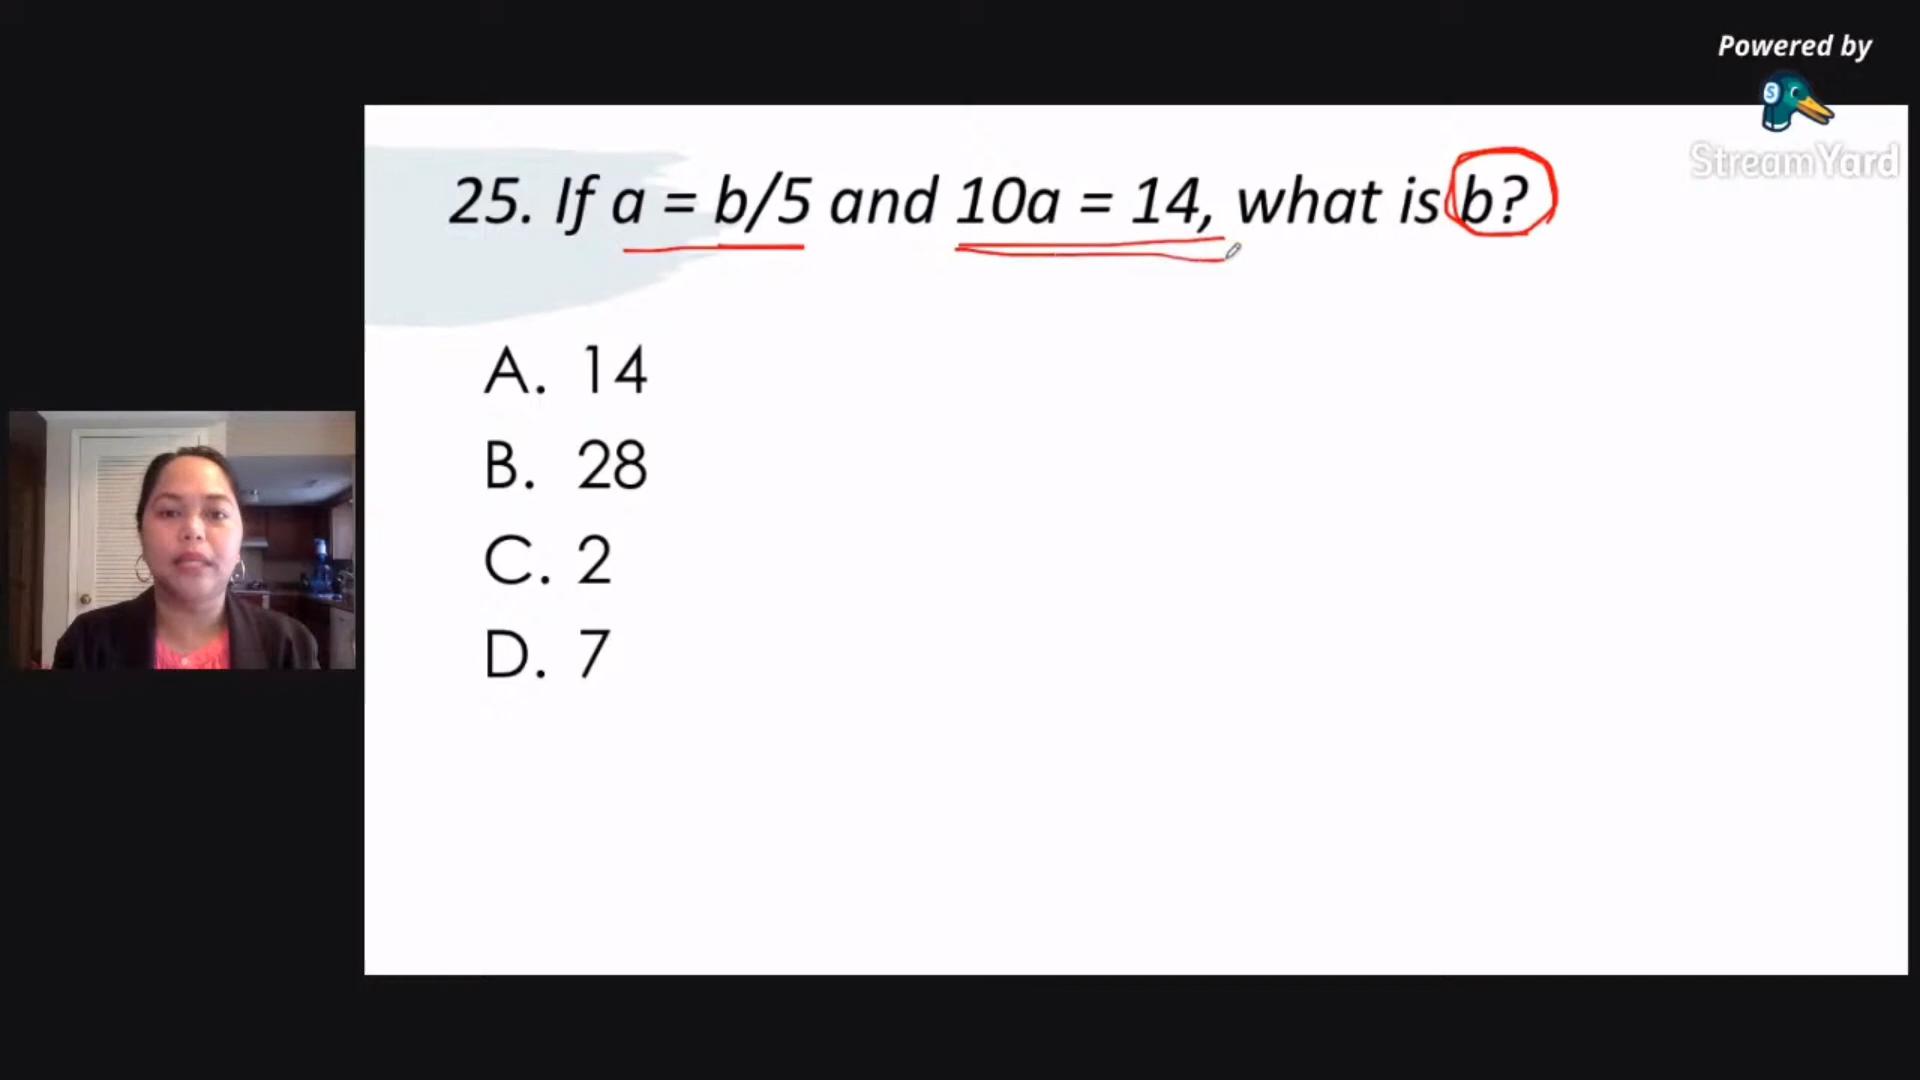 Powered by
StreamYard
25. If a = b/5 and 10a = 14, what is b?
A. 14
B. 28
C. 2
D. 7